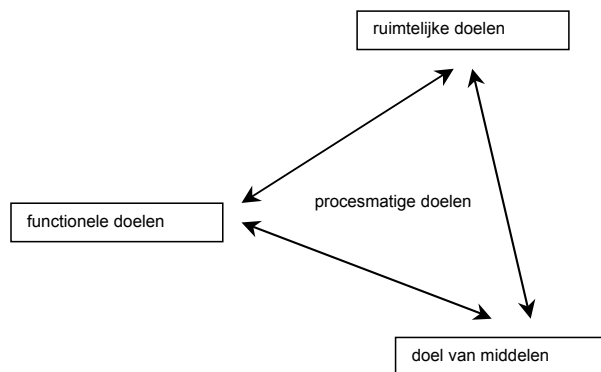 ruimtelijke doelen
procesmatige doelen
functionele doelen
doel van middelen